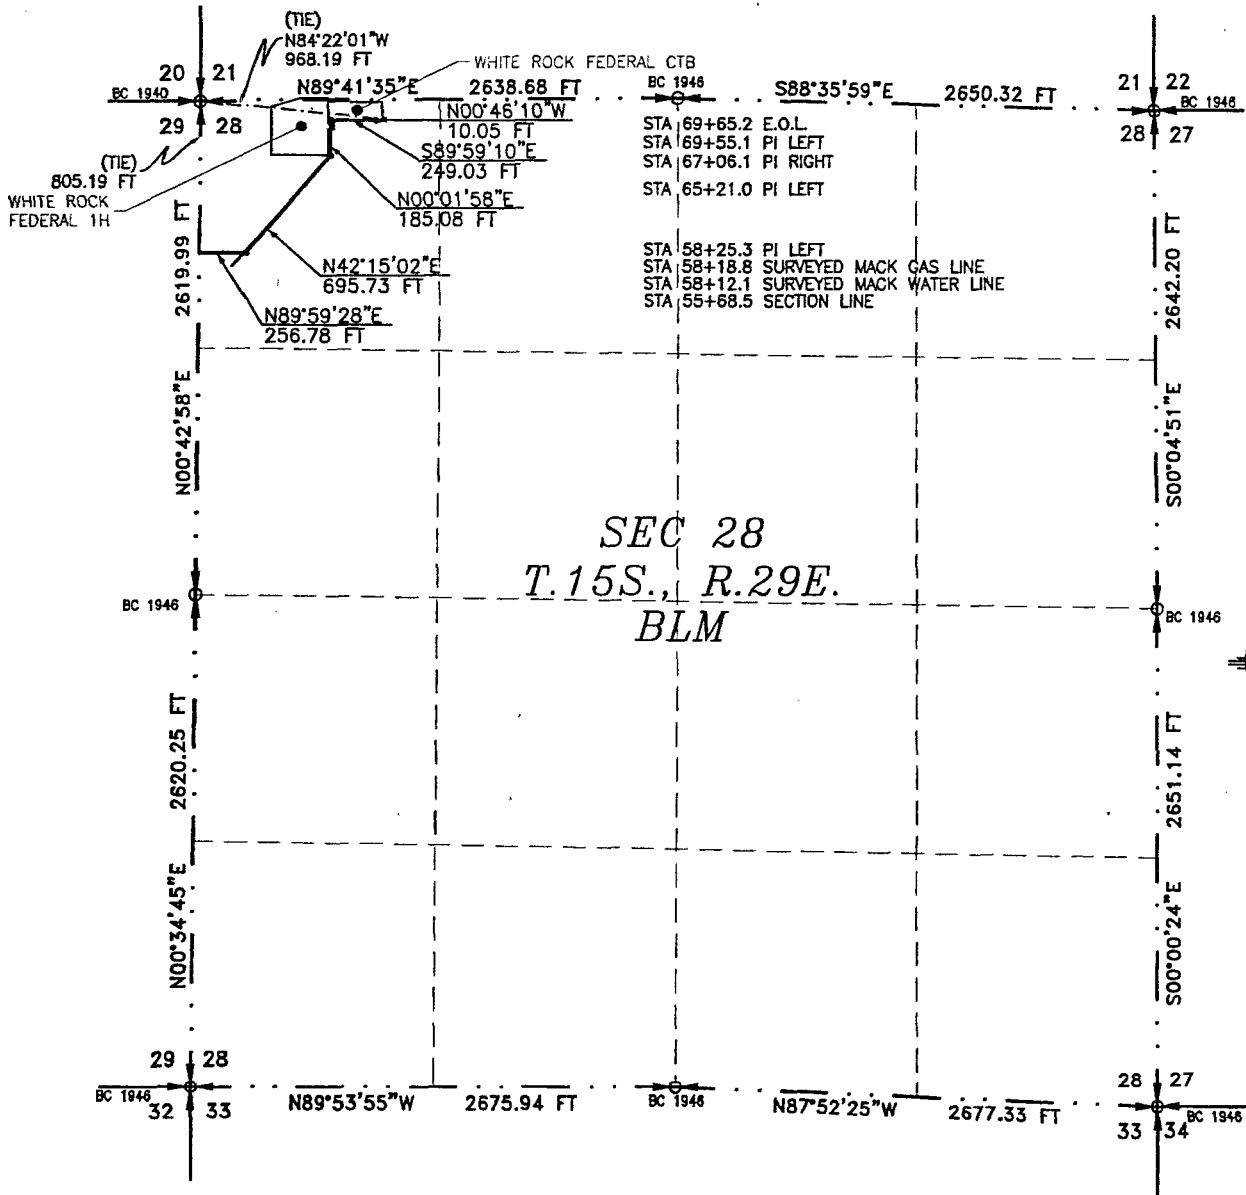 (TIE)
N84°22'01"W
968.19 FT
WHITE ROCK FEDERAL CTB
20 21
BC 1940
29 28
N89°41'35"E 2638.68 FT
BC 1946
S88°35'59"E 2650.32 FT
21 22
BC 1946
28 27
N00°46'10"W
10.05 FT
S89°59'10"E
249.03 FT
N00°01'58"E
185.08 FT
(TIE)
805.19 FT
WHITE ROCK
FEDERAL 1H
N42°15'02"E
695.73 FT
N89°59'28"E
256.78 FT
STA 69+65.2 E.O.L.
STA 69+55.1 PI LEFT
STA 67+06.1 PI RIGHT
STA 65+21.0 PI LEFT
STA 58+25.3 PI LEFT
STA 58+18.8 SURVEYED MACK GAS LINE
STA 58+12.1 SURVEYED MACK WATER LINE
STA 55+68.5 SECTION LINE
N00°42'58"E 2619.99 FT
S00°04'51"E 2642.20 FT
SEC 28
T.15S., R.29E.
BLM
BC 1946
BC 1946
N00°34'45"E 2620.25 FT
S00°00'24"E 2651.14 FT
29 28
BC 1946
32 33
N89°53'55"W 2675.94 FT
BC 1946
N87°52'25"W 2677.33 FT
28 27
BC 1946
33 34